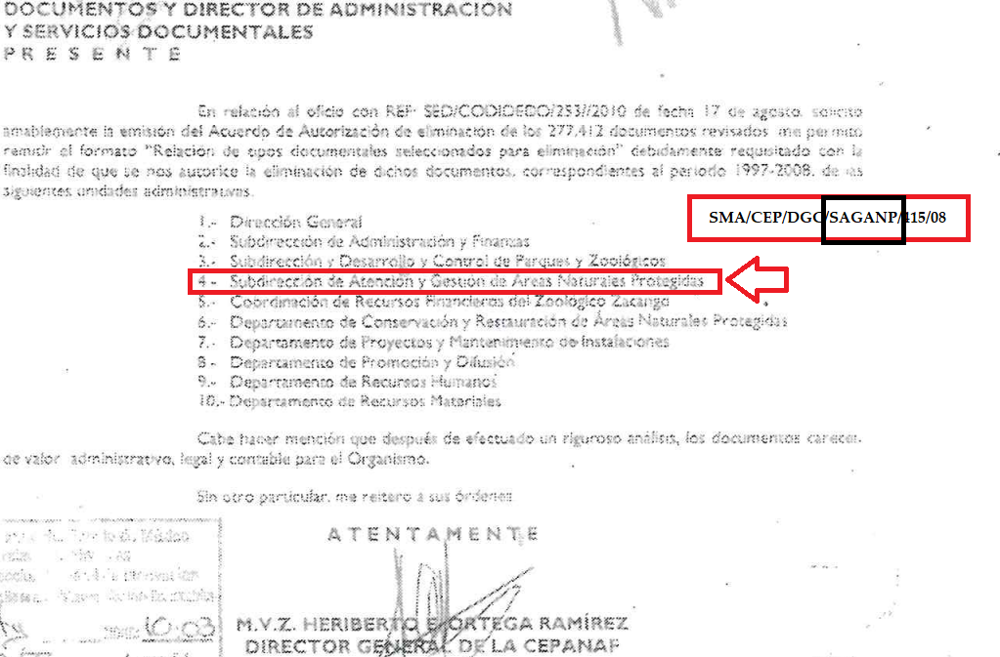 DOCUMENTOS Y DIRECTOR DE ADMINISTRACIÓN
Y SERVICIOS DOCUMENTALES
P R E S E N T E
En relación al oficio con REF: SED/CODIDEDO/253//2010 de fecha 17 de agosto, solicito
amablemente la emisión del Acuerdo de Autorización de eliminación de los 277,412 documentos revisados me permito
remitir el formato "Relación de tipos documentales seleccionados para eliminación" debidamente requisitado con la
finalidad de que se nos autorice la eliminación de dichos documentos, correspondientes al periodo 1997-2008, de las
siguientes unidades administrativas.
SMA/CEP/DGC/SAGANP/415/08
1.- Dirección General
2.- Subdirección de Administración y Finanzas
3.- Subdirección y Desarrollo y Control de Parques y Zoológicos
4.- Subdirección de Atención y Gestión de Áreas Naturales Protegidas
5.- Coordinación de Recursos Financieros del Zoológico Zacango
6.- Departamento de Conservación y Restauración de Áreas Naturales Protegidas
7.- Departamento de Proyectos y Mantenimiento de Instalaciones
8.- Departamento de Promoción y Difusión
9.- Departamento de Recursos Humanos
10.- Departamento de Recursos Materiales
Cabe hacer mención que después de efectuado un riguroso análisis, los documentos carecen
de valor administrativo, legal y contable para el Organismo.
Sin otro particular, me reitero a sus órdenes
A T E N T A M E N T E
de México
10:03
M.V.Z. HERIBERTO E. ORTEGA RAMÍREZ
DIRECTOR GENERAL DE LA CEPANAF